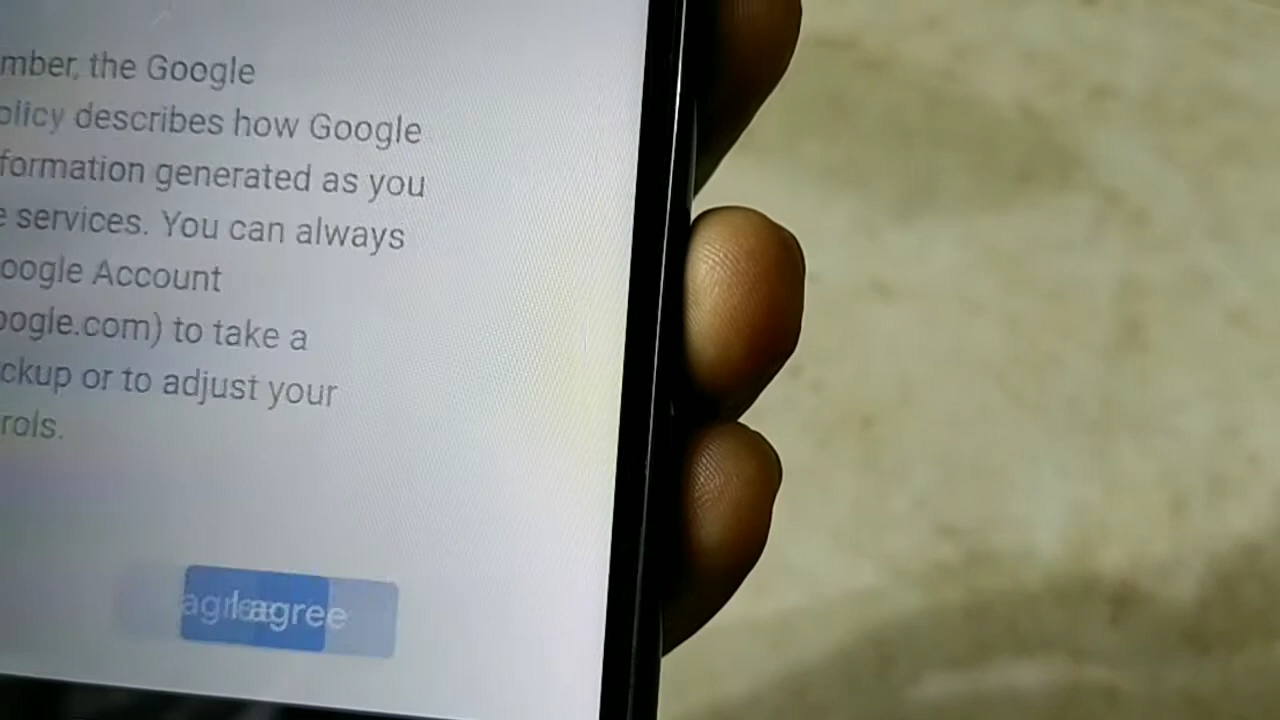 mber, the Google
olicy describes how Google
formation generated as you
e services. You can always
oogle Account
oogle.com) to take a
ckup or to adjust your
rols.
I agree